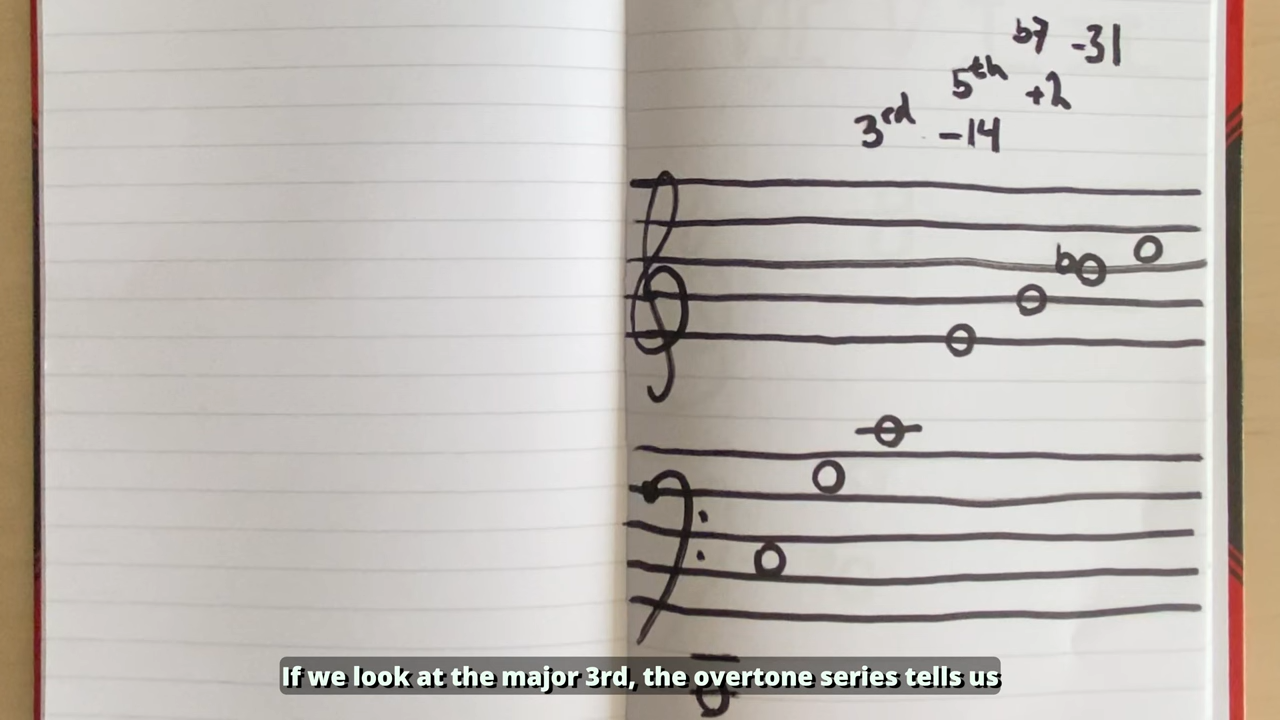 b7 -31
5th +2
3rd -14
If we look at the major 3rd, the overtone series tells us